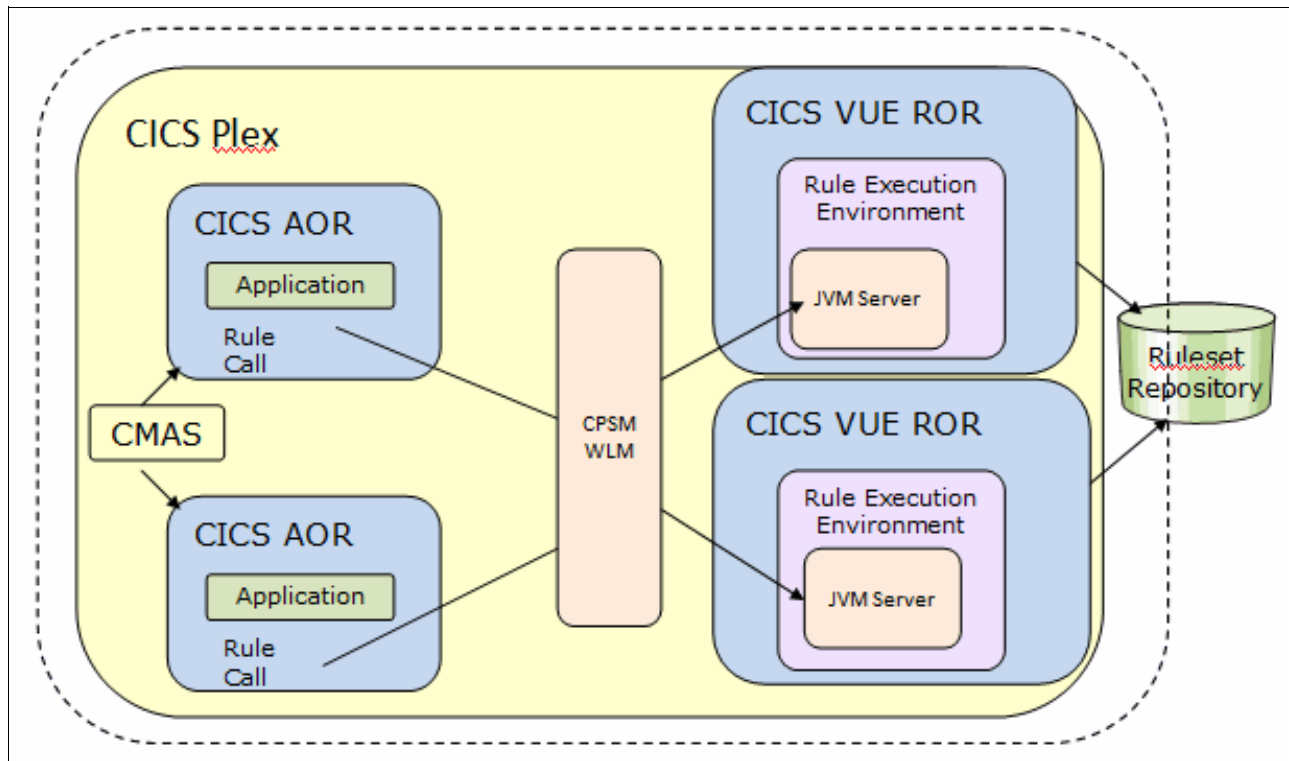 CICS Plex
CICS AOR
Application
Rule
Call
CMAS
CICS AOR
Application
Rule
Call
CPSM
WLM
CICS VUE ROR
Rule Execution
Environment
JVM Server
CICS VUE ROR
Rule Execution
Environment
JVM Server
Ruleset
Repository